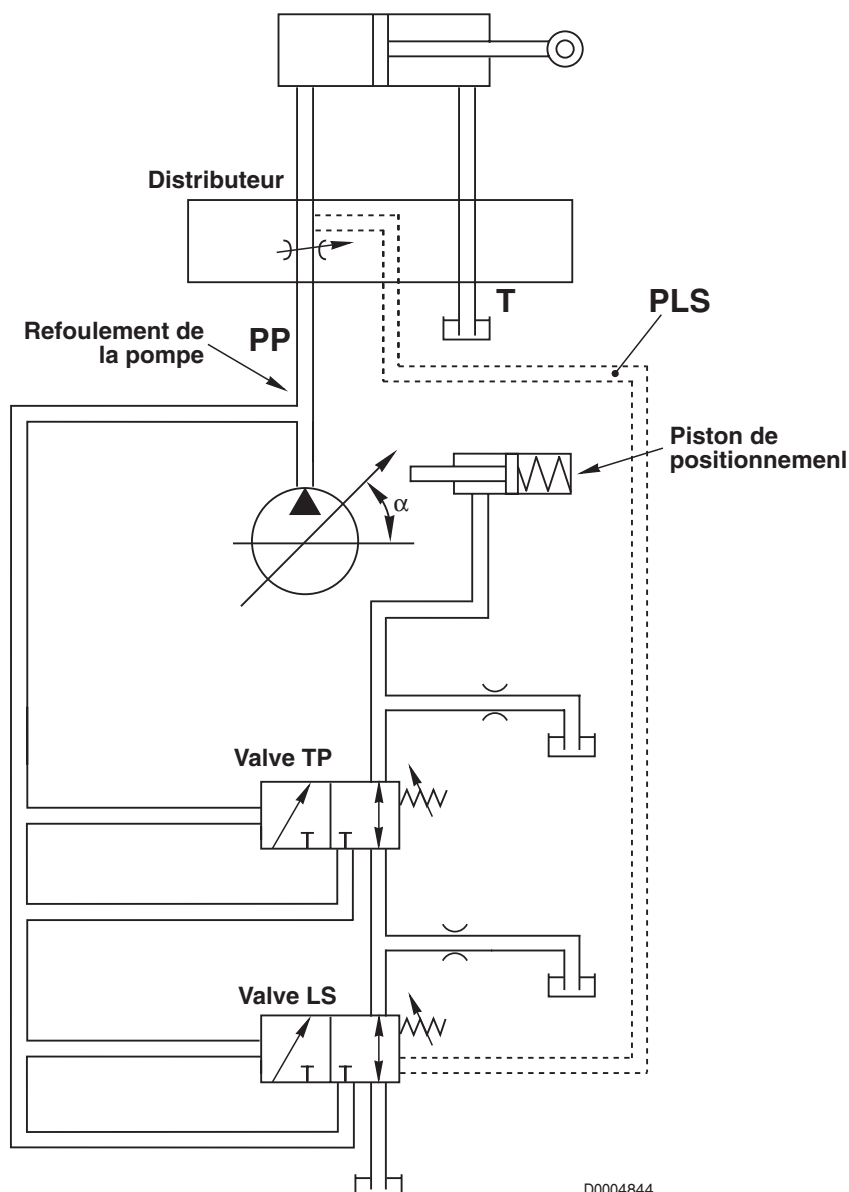 Distributeur
T
PLS
Refoulement de
la pompe
PP
Piston de
positionnemenl
α
Valve TP
Valve LS
D0004844